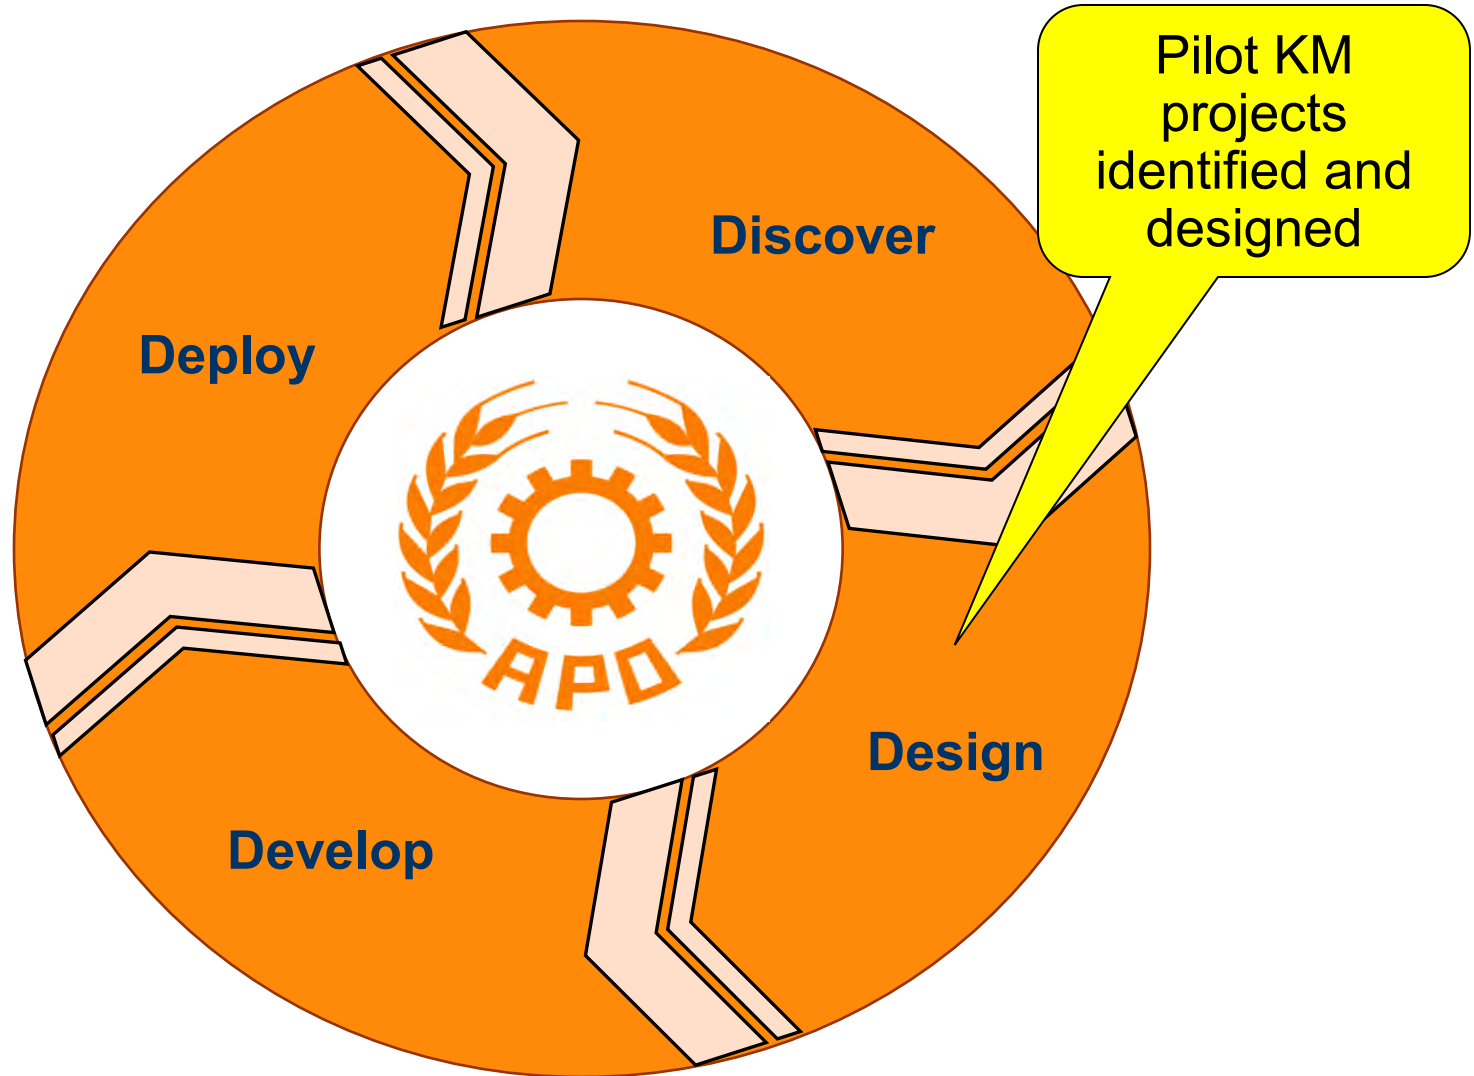 Pilot KM
projects
identified and
designed
Discover
Deploy
APO
Design
Develop